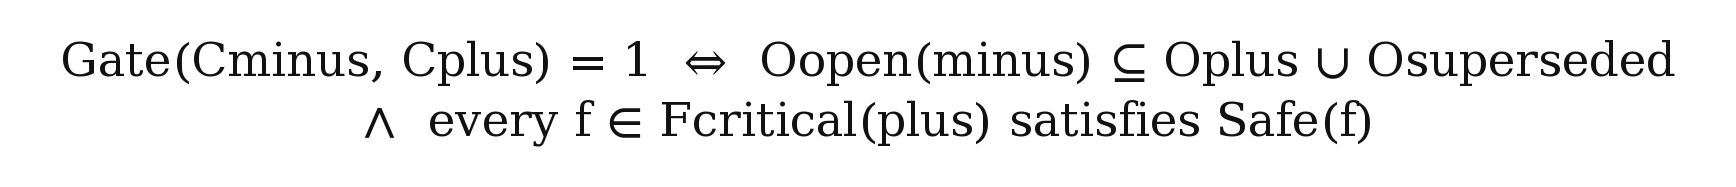 Gate(Cminus, Cplus) = 1 ⇔ Oopen(minus) ⊆ Oplus ∪ Osuperseded
∧ every f ∈ Fcritical(plus) satisfies Safe(f)